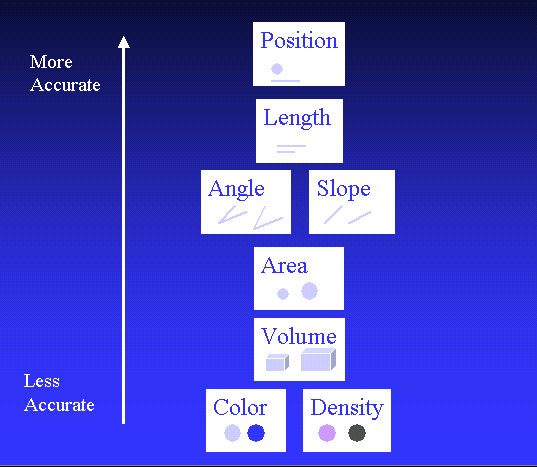 Position
More
Accurate
Length
Angle
Slope
Area
Volume
Less
Accurate
Color
Density